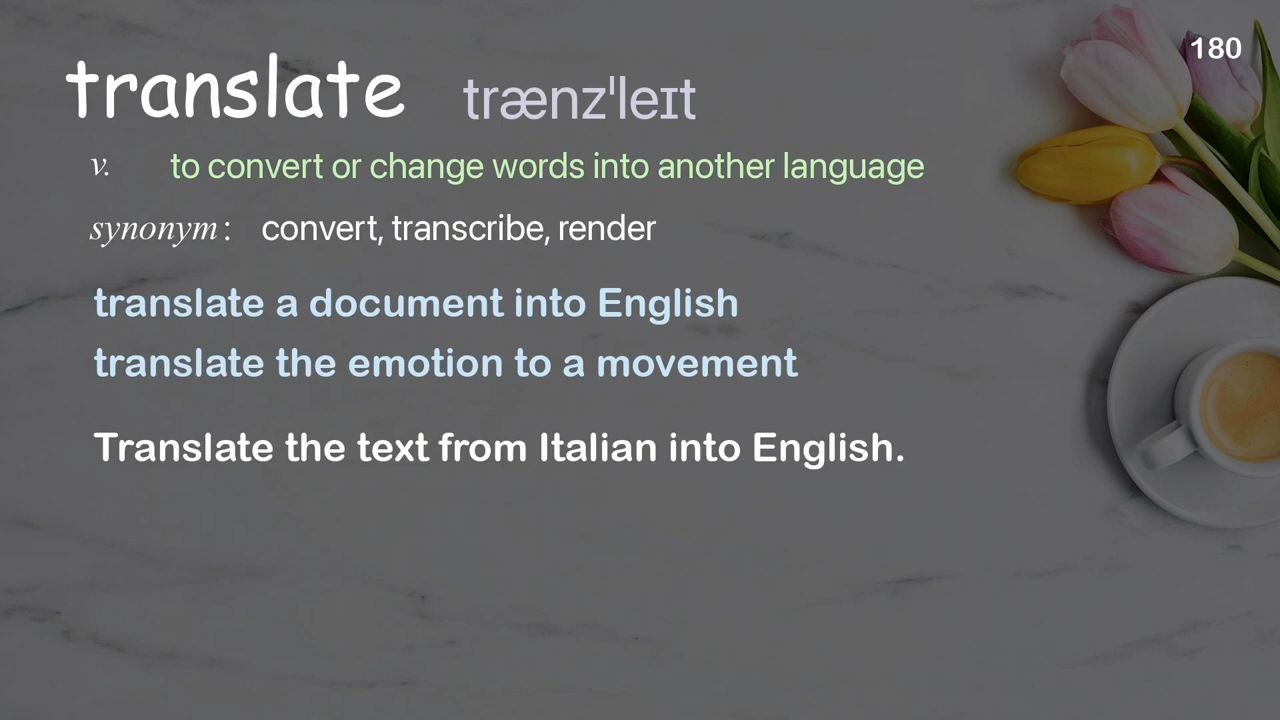 180
translate trænz'leɪt
v. to convert or change words into another language
synonym: convert, transcribe, render
translate a document into English
translate the emotion to a movement
Translate the text from Italian into English.